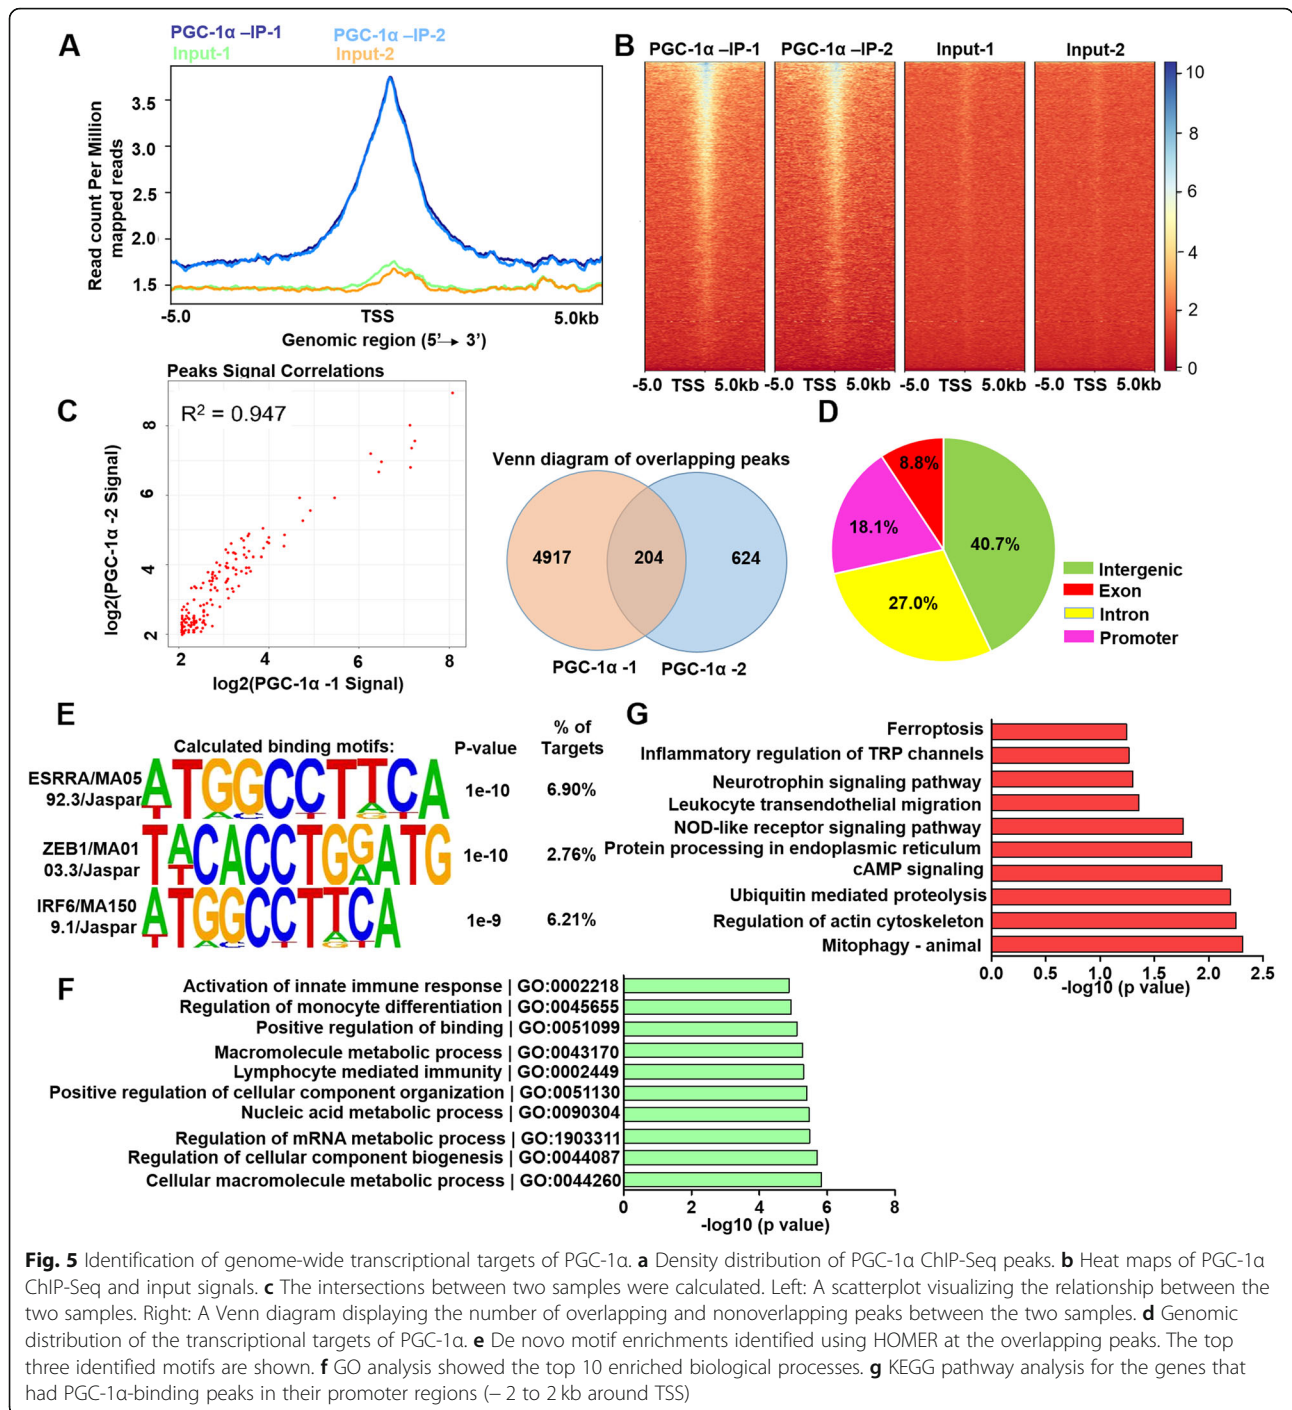 A
PGC-1α –IP-1
PGC-1α –IP-2
Input-1
Input-2
Read count Per Million
mapped reads
3.5
3.0
2.5
2.0
1.5
-5.0
TSS
5.0kb
Genomic region (5'→ 3')
B
PGC-1α –IP-1
PGC-1α –IP-2
Input-1
Input-2
10
8
6
4
2
0
-5.0 TSS 5.0kb
-5.0 TSS 5.0kb
-5.0 TSS 5.0kb
-5.0 TSS 5.0kb
C
Peaks Signal Correlations
R² = 0.947
log2(PGC-1α -2 Signal)
8
6
4
2
2
4
6
8
log2(PGC-1α -1 Signal)
Venn diagram of overlapping peaks
4917
204
624
PGC-1α -1
PGC-1α -2
D
8.8%
18.1%
40.7%
27.0%
Intergenic
Exon
Intron
Promoter
E
Calculated binding motifs:
P-value
% of
Targets
ESRRA/MA05
92.3/Jaspar
ATGGCCTTCA
1e-10
6.90%
ZEB1/MA01
03.3/Jaspar
TACACCTGGATG
1e-10
2.76%
IRF6/MA150
9.1/Jaspar
ATGGCCTTCA
1e-9
6.21%
G
Ferroptosis
Inflammatory regulation of TRP channels
Neurotrophin signaling pathway
Leukocyte transendothelial migration
NOD-like receptor signaling pathway
Protein processing in endoplasmic reticulum
cAMP signaling
Ubiquitin mediated proteolysis
Regulation of actin cytoskeleton
Mitophagy - animal
0.0
0.5
1.0
1.5
2.0
2.5
-log10 (p value)
F
Activation of innate immune response | GO:0002218
Regulation of monocyte differentiation | GO:0045655
Positive regulation of binding | GO:0051099
Macromolecule metabolic process | GO:0043170
Lymphocyte mediated immunity | GO:0002449
Positive regulation of cellular component organization | GO:0051130
Nucleic acid metabolic process | GO:0090304
Regulation of mRNA metabolic process | GO:1903311
Regulation of cellular component biogenesis | GO:0044087
Cellular macromolecule metabolic process | GO:0044260
0
2
4
6
8
-log10 (p value)
Fig. 5 Identification of genome-wide transcriptional targets of PGC-1α. a Density distribution of PGC-1α ChIP-Seq peaks. b Heat maps of PGC-1α
ChIP-Seq and input signals. c The intersections between two samples were calculated. Left: A scatterplot visualizing the relationship between the
two samples. Right: A Venn diagram displaying the number of overlapping and nonoverlapping peaks between the two samples. d Genomic
distribution of the transcriptional targets of PGC-1α. e De novo motif enrichments identified using HOMER at the overlapping peaks. The top
three identified motifs are shown. f GO analysis showed the top 10 enriched biological processes. g KEGG pathway analysis for the genes that
had PGC-1α-binding peaks in their promoter regions (− 2 to 2 kb around TSS)